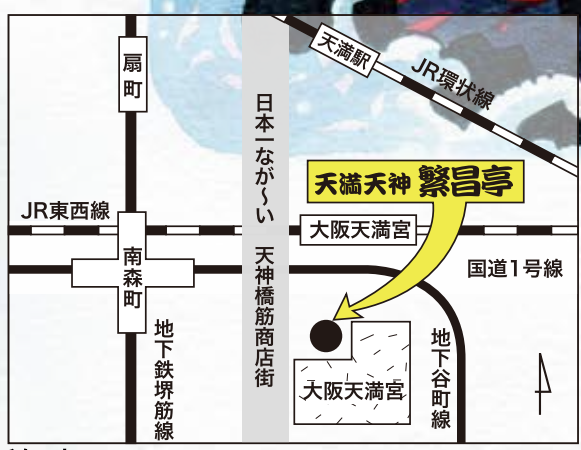 扇町
天満駅
JR環状線
日本一なが〜い 天神橋筋商店街
天満天神 繁昌亭
JR東西線
大阪天満宮
国道1号線
南森町
地下鉄堺筋線
大阪天満宮
地下谷町線